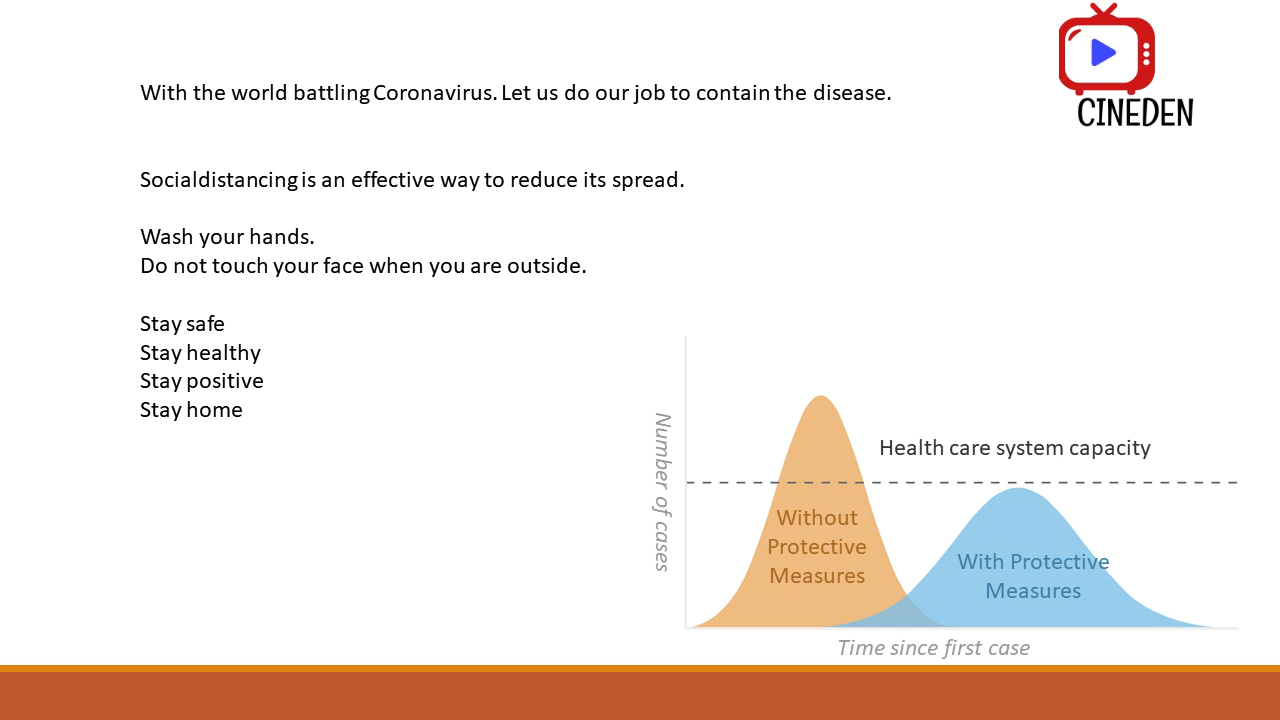 CINEDEN
With the world battling Coronavirus. Let us do our job to contain the disease.
Socialdistancing is an effective way to reduce its spread.
Wash your hands.
Do not touch your face when you are outside.
Stay safe
Stay healthy
Stay positive
Stay home
Number of cases
Health care system capacity
Without
Protective
Measures
With Protective
Measures
Time since first case